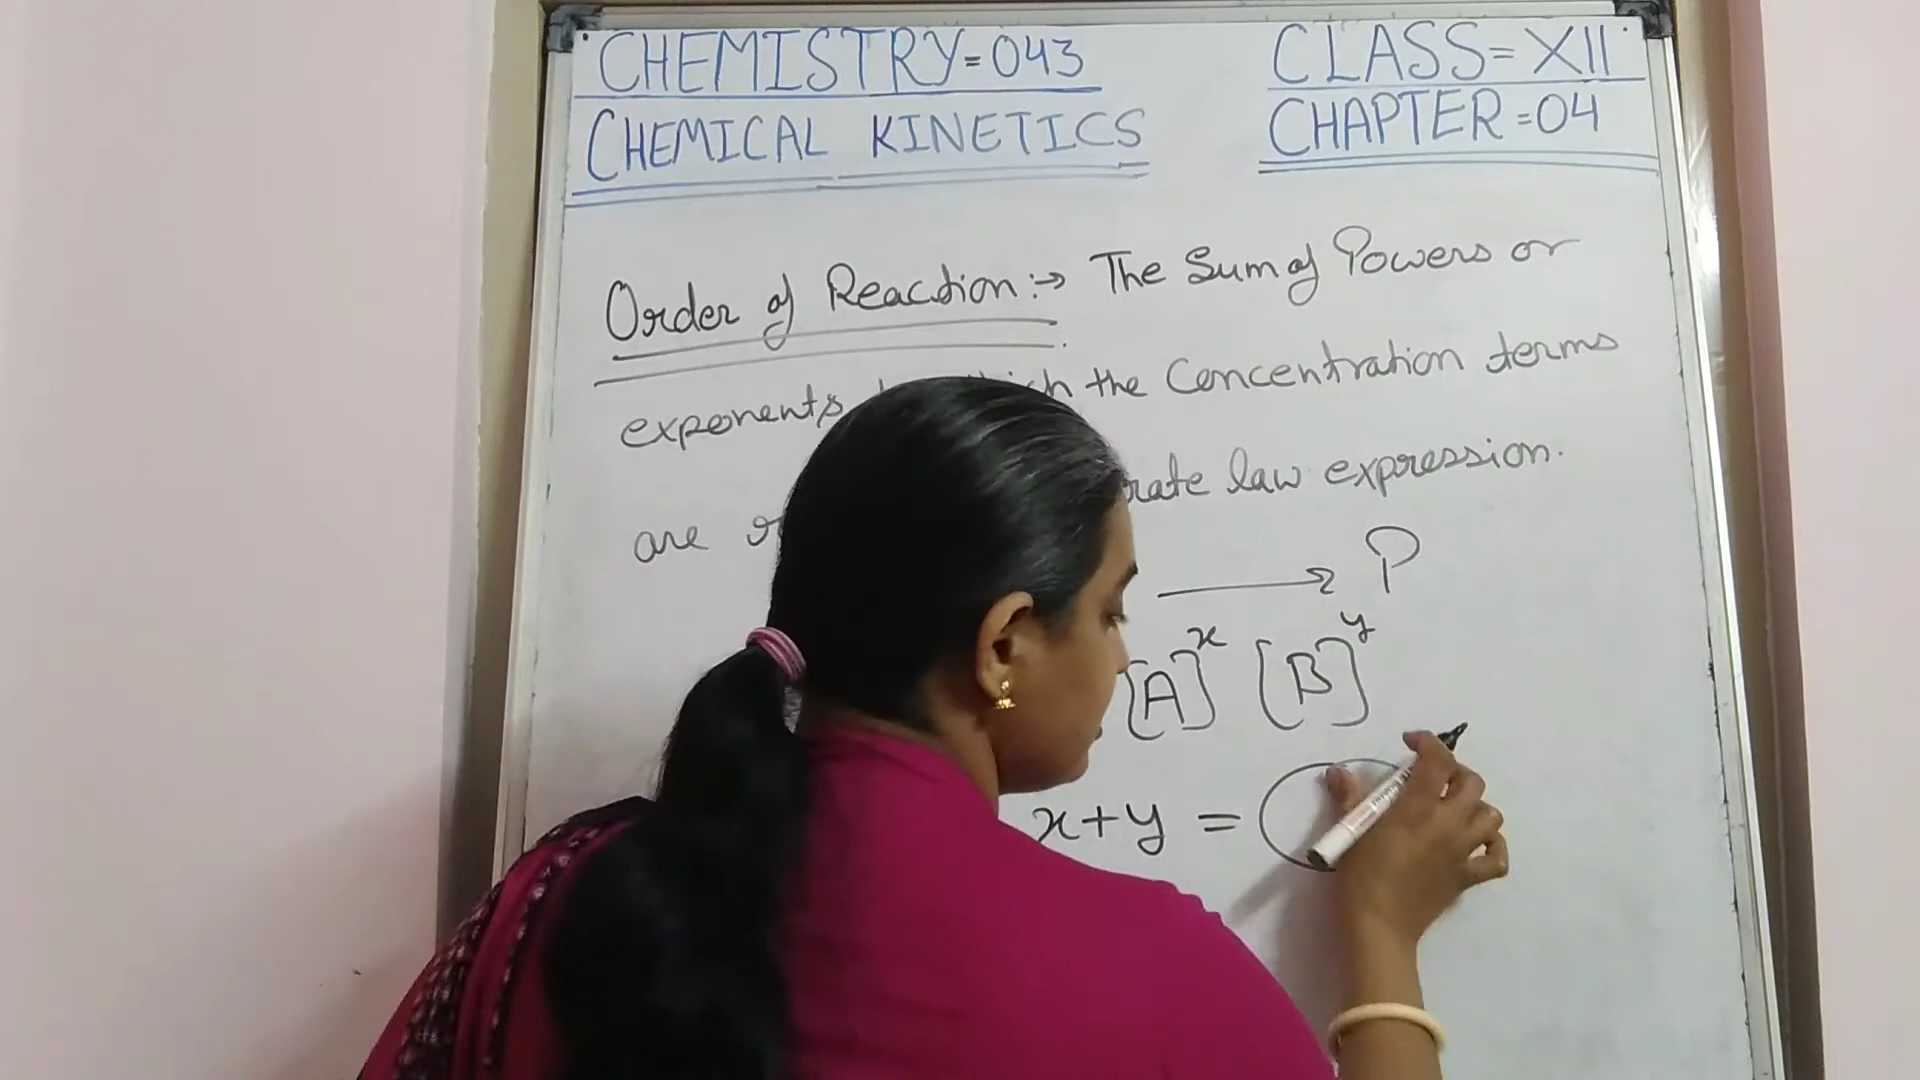 CHEMISTRY=043
CLASS=XII
CHEMICAL KINETICS
CHAPTER=04
Order of Reaction:→ The Sum of Powers or
exponents the Concentration terms
are rate law expression.
→ P
[A]ˣ [B]ʸ
x+y =